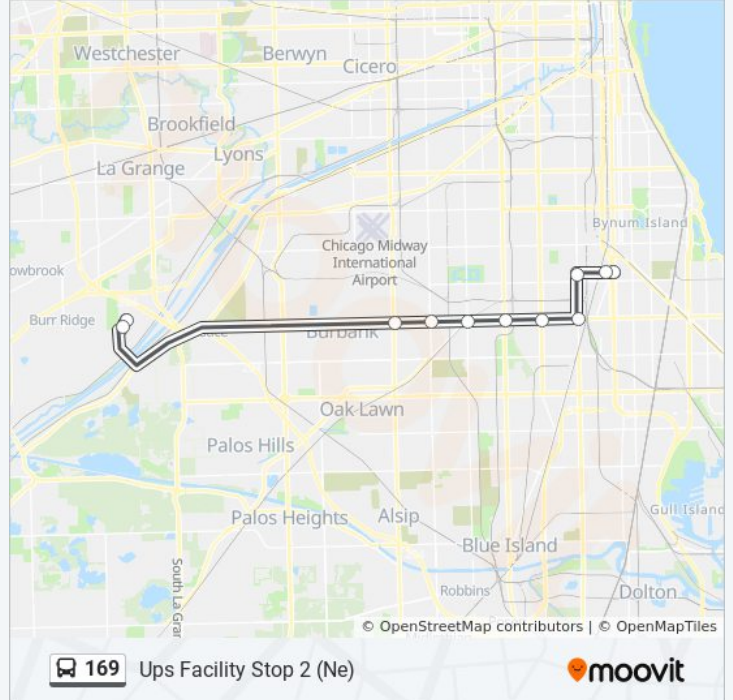 Westchester
Berwyn
Cicero
Brookfield
Lyons
La Grange
Bynum Island
Chicago Midway
International
Airport
owbrook
Burr Ridge
Burbank
Oak Lawn
Palos Hills
Gull Island
Palos Heights
Alsip
Blue Island
South La Gran
Robbins
Dolton
© OpenStreetMap contributors | © OpenMapTiles
169 Ups Facility Stop 2 (Ne)
moovit